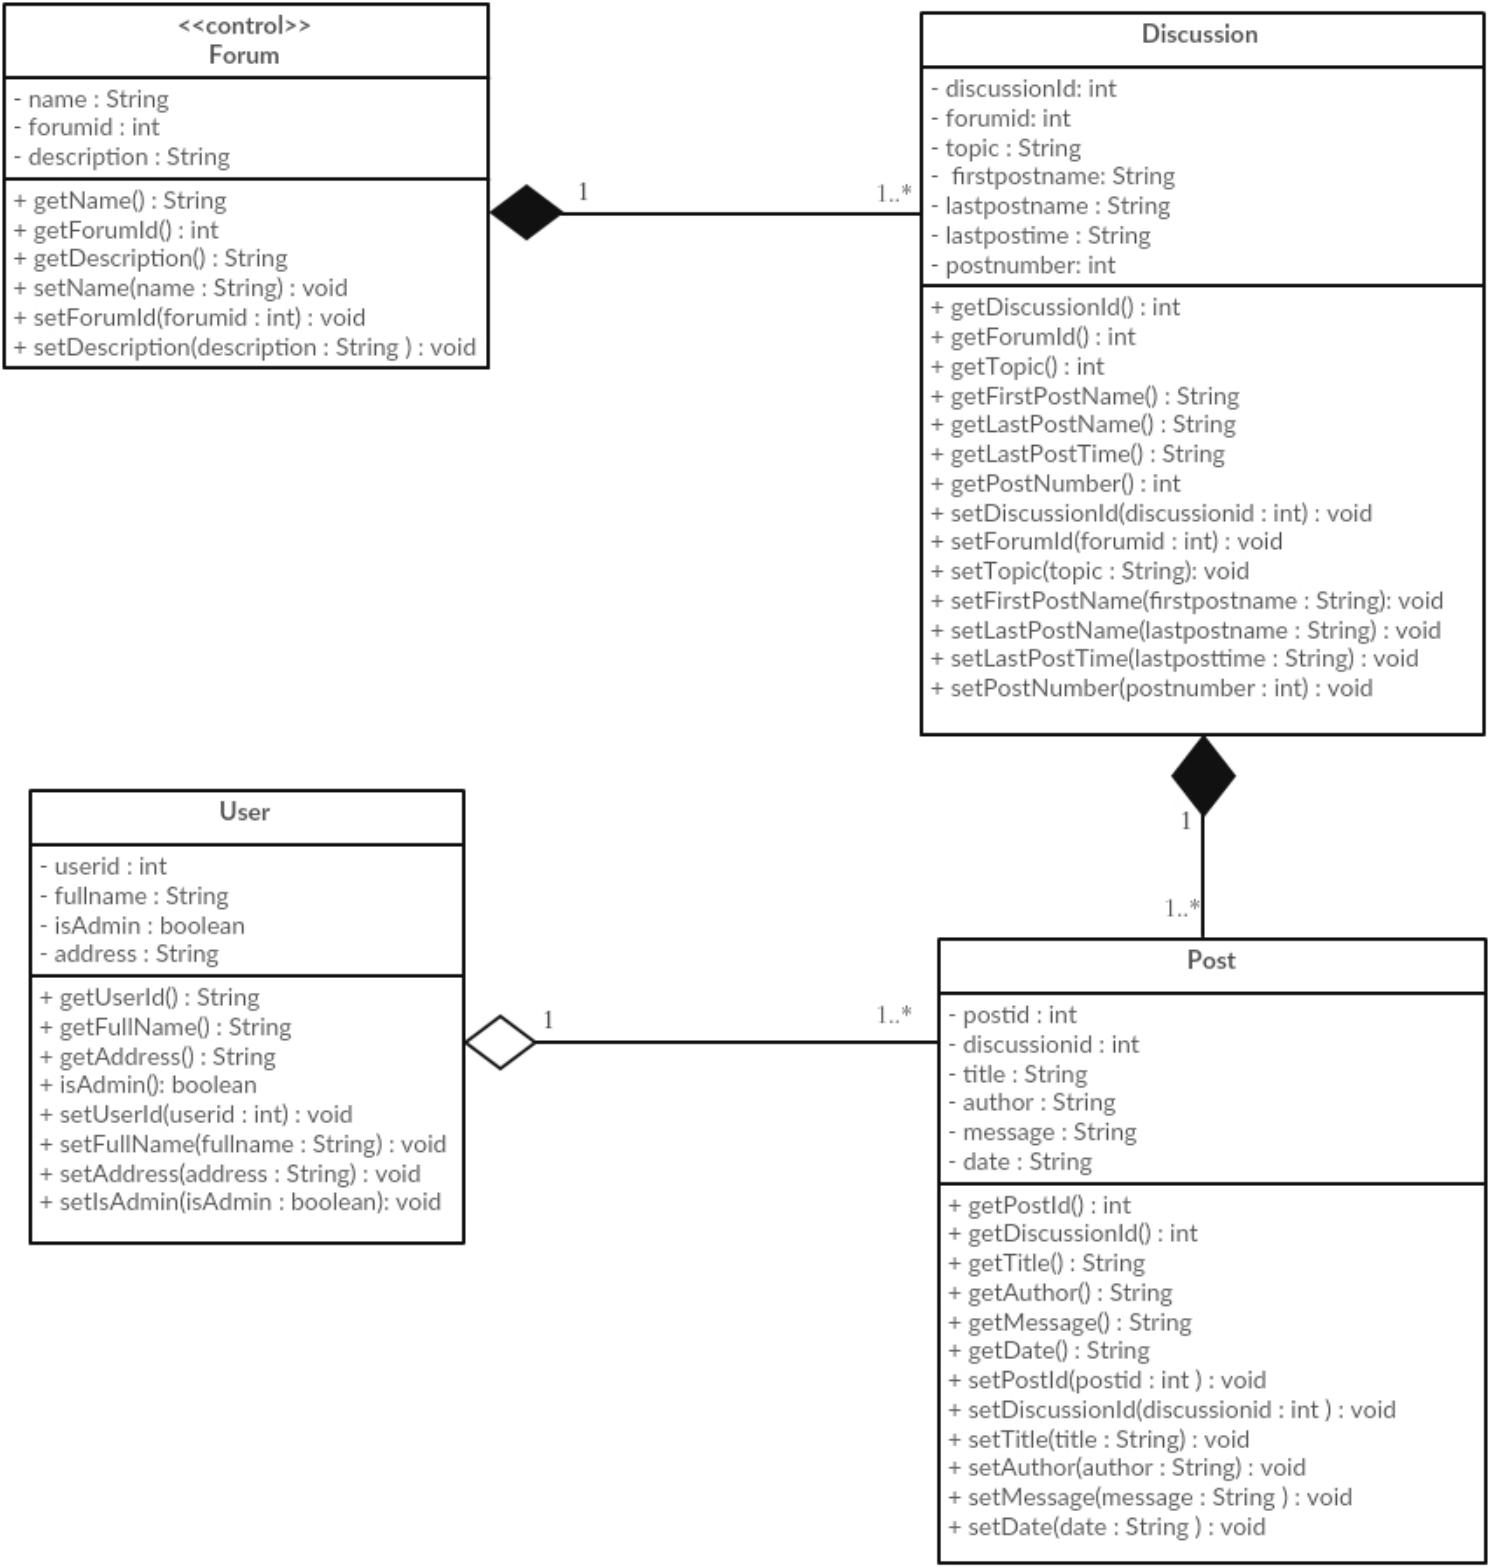 <<control>>
Forum
- name : String
- forumid : int
- description : String
+ getName() : String
+ getForumId() : int
+ getDescription() : String
+ setName(name : String) : void
+ setForumId(forumid : int) : void
+ setDescription(description : String ) : void
1
1..*
Discussion
- discussionId: int
- forumid: int
- topic : String
-  firstpostname: String
- lastpostname : String
- lastpostime : String
- postnumber: int
+ getDiscussionId() : int
+ getForumId() : int
+ getTopic() : int
+ getFirstPostName() : String
+ getLastPostName() : String
+ getLastPostTime() : String
+ getPostNumber() : int
+ setDiscussionId(discussionid : int) : void
+ setForumId(forumid : int) : void
+ setTopic(topic : String): void
+ setFirstPostName(firstpostname : String): void
+ setLastPostName(lastpostname : String) : void
+ setLastPostTime(lastposttime : String) : void
+ setPostNumber(postnumber : int) : void
1
1..*
User
- userid : int
- fullname : String
- isAdmin : boolean
- address : String
+ getUserId() : String
+ getFullName() : String
+ getAddress() : String
+ isAdmin(): boolean
+ setUserId(userid : int) : void
+ setFullName(fullname : String) : void
+ setAddress(address : String) : void
+ setIsAdmin(isAdmin : boolean): void
1
1..*
Post
- postid : int
- discussionid : int
- title : String
- author : String
- message : String
- date : String
+ getPostId() : int
+ getDiscussionId() : int
+ getTitle() : String
+ getAuthor() : String
+ getMessage() : String
+ getDate() : String
+ setPostId(postid : int ) : void
+ setDiscussionId(discussionid : int ) : void
+ setTitle(title : String) : void
+ setAuthor(author : String) : void
+ setMessage(message : String ) : void
+ setDate(date : String ) : void